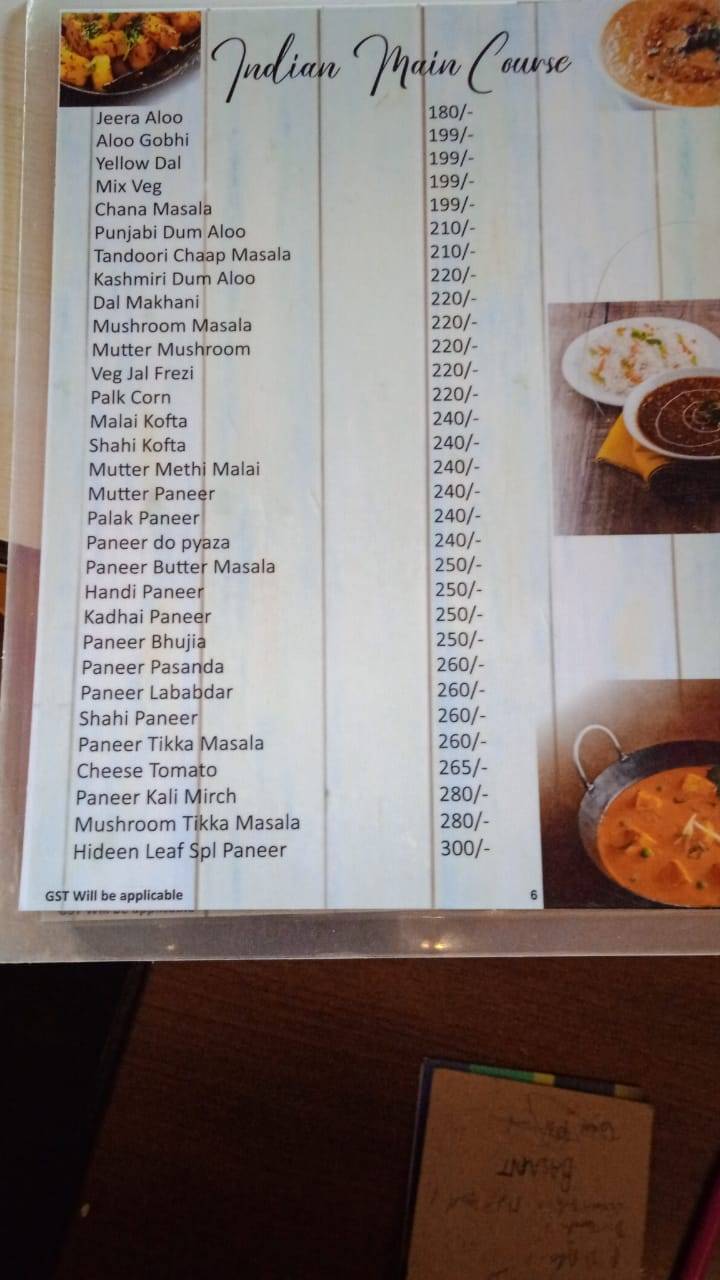 Indian Main Course
Jeera Aloo 180/-
Aloo Gobhi 199/-
Yellow Dal 199/-
Mix Veg 199/-
Chana Masala 199/-
Punjabi Dum Aloo 210/-
Tandoori Chaap Masala 210/-
Kashmiri Dum Aloo 220/-
Dal Makhani 220/-
Mushroom Masala 220/-
Mutter Mushroom 220/-
Veg Jal Frezi 220/-
Palk Corn 220/-
Malai Kofta 240/-
Shahi Kofta 240/-
Mutter Methi Malai 240/-
Mutter Paneer 240/-
Palak Paneer 240/-
Paneer do pyaza 240/-
Paneer Butter Masala 250/-
Handi Paneer 250/-
Kadhai Paneer 250/-
Paneer Bhujia 250/-
Paneer Pasanda 260/-
Paneer Lababdar 260/-
Shahi Paneer 260/-
Paneer Tikka Masala 260/-
Cheese Tomato 265/-
Paneer Kali Mirch 280/-
Mushroom Tikka Masala 280/-
Hideen Leaf Spl Paneer 300/-
GST Will be applicable 6